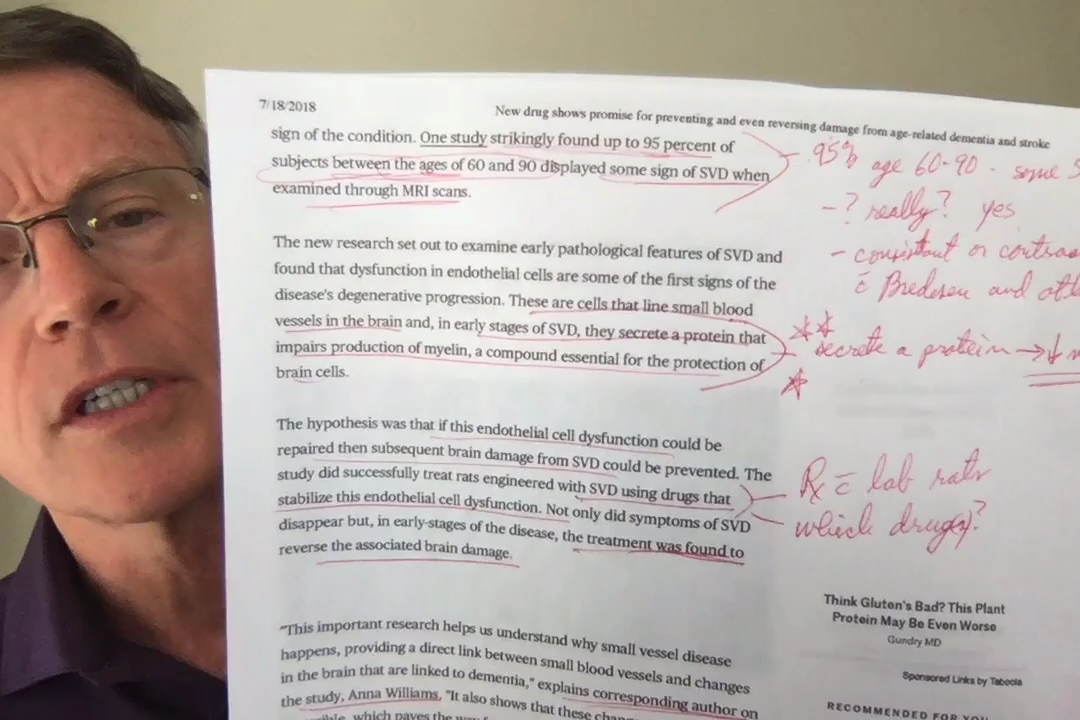 7/18/2018
New drug shows promise for preventing and even reversing damage from age-related dementia and stroke
sign of the condition. One study strikingly found up to 95 percent of
subjects between the ages of 60 and 90 displayed some sign of SVD when
examined through MRI scans.
95% age 60-90 - some S
- ? really? yes
- consistant or contras
c̄ Bredesen and oth
The new research set out to examine early pathological features of SVD and
found that dysfunction in endothelial cells are some of the first signs of the
disease's degenerative progression. These are cells that line small blood
vessels in the brain and, in early stages of SVD, they secrete a protein that
impairs production of myelin, a compound essential for the protection of
brain cells.
secrete a protein → ↓ m
The hypothesis was that if this endothelial cell dysfunction could be
repaired then subsequent brain damage from SVD could be prevented. The
study did successfully treat rats engineered with SVD using drugs that
stabilize this endothelial cell dysfunction. Not only did symptoms of SVD
disappear but, in early-stages of the disease, the treatment was found to
reverse the associated brain damage.
Rx c̄ lab rats
which drug(s)?
Think Gluten's Bad? This Plant
Protein May Be Even Worse
Gundry MD
Sponsored Links by Taboola
RECOMMENDED FOR YOU
"This important research helps us understand why small vessel disease
happens, providing a direct link between small blood vessels and changes
in the brain that are linked to dementia," explains corresponding author on
the study, Anna Williams. "It also shows that these chan
which paves the way f